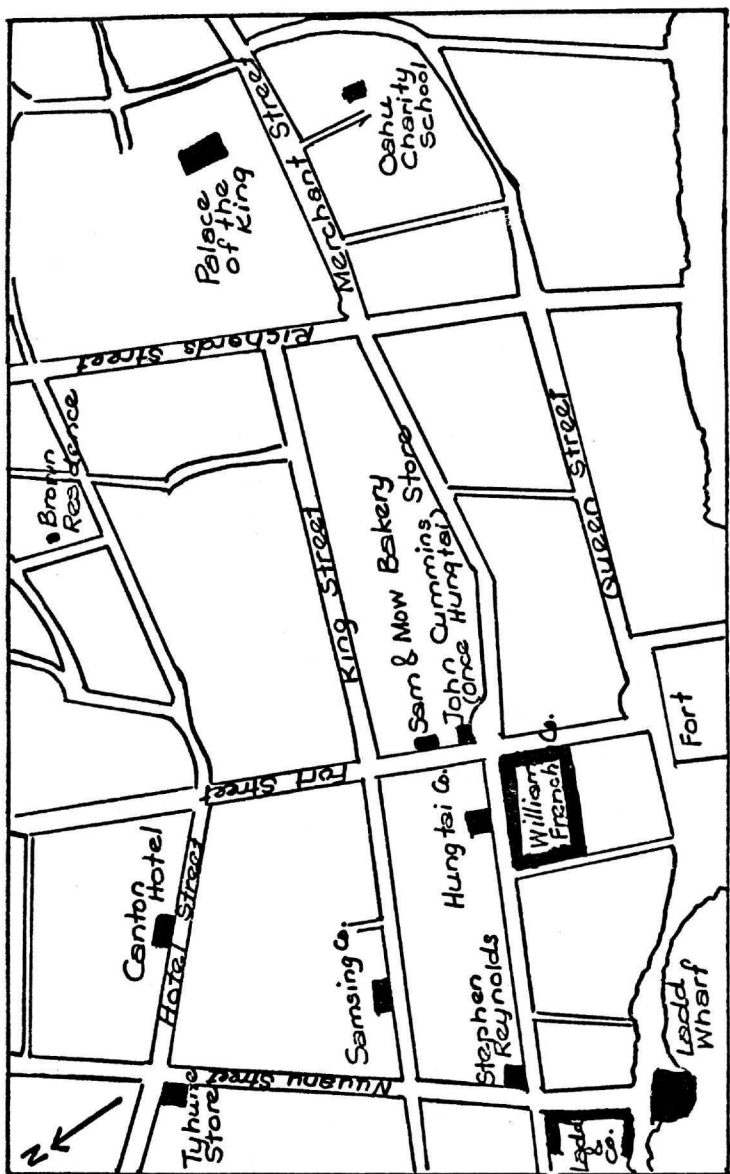 N
Tyhune
Store
Hotel Street
Canton
Hotel
Nuuanu Street
Samsing Co.
Stephen
Reynolds
Ladd
& Co.
Ladd
Wharf
Hungtai Co.
William
French
Co.
Fort
Fort Street
Sam & Mow Bakery
John Cummins Store
(Once Hungtai)
King Street
Queen Street
Brown
Residence
Richards Street
Merchant Street
Palace
of the
King
Oahu
Charity
School